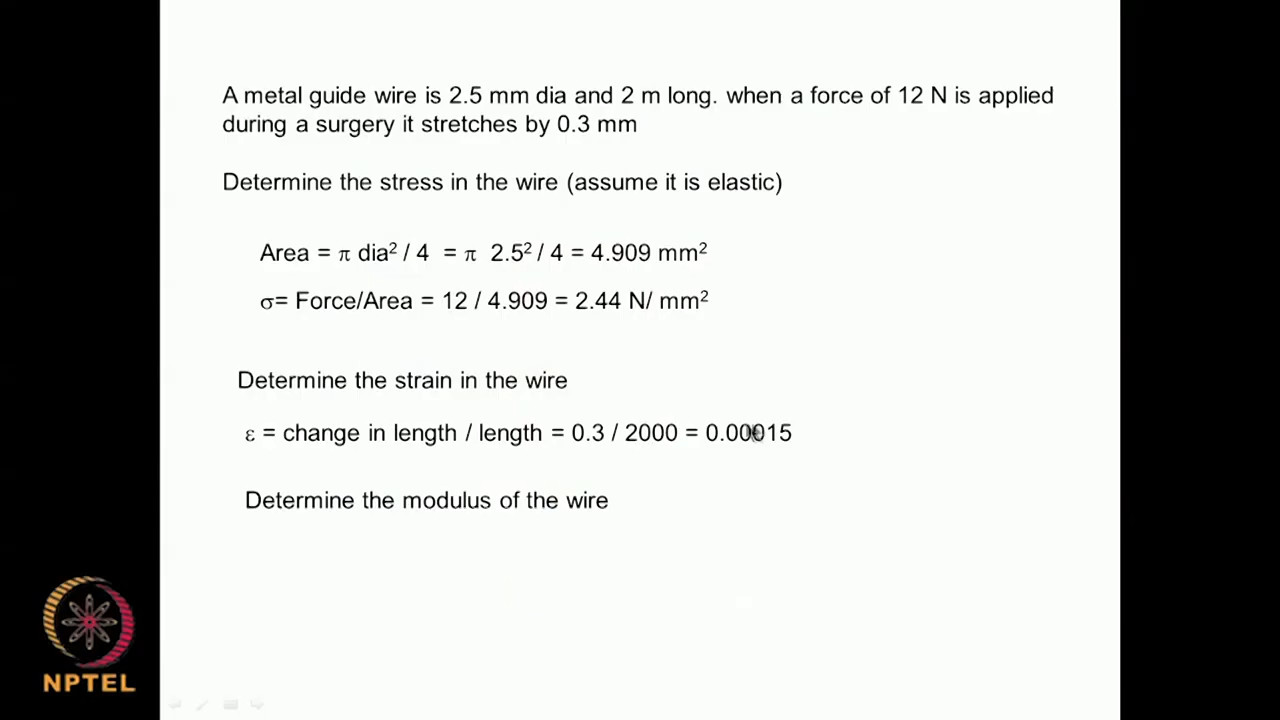 A metal guide wire is 2.5 mm dia and 2 m long. when a force of 12 N is applied
during a surgery it stretches by 0.3 mm
Determine the stress in the wire (assume it is elastic)
Area = π dia² / 4 = π 2.5² / 4 = 4.909 mm²
σ= Force/Area = 12 / 4.909 = 2.44 N/ mm²
Determine the strain in the wire
ε = change in length / length = 0.3 / 2000 = 0.00015
Determine the modulus of the wire
NPTEL